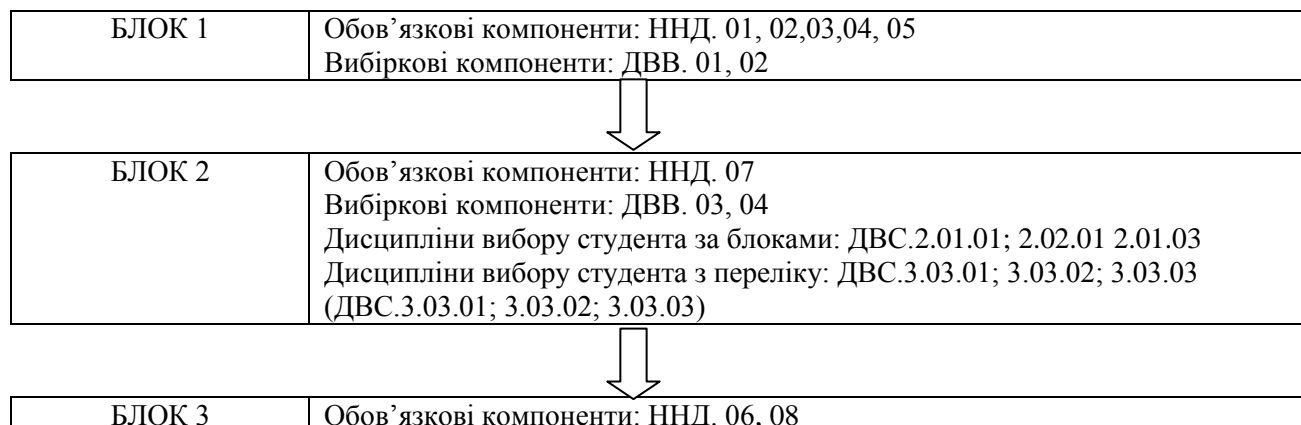 БЛОК 1
Обов’язкові компоненти: ННД. 01, 02,03,04, 05
Вибіркові компоненти: ДВВ. 01, 02
БЛОК 2
Обов’язкові компоненти: ННД. 07
Вибіркові компоненти: ДВВ. 03, 04
Дисципліни вибору студента за блоками: ДВС.2.01.01; 2.02.01 2.01.03
Дисципліни вибору студента з переліку: ДВС.3.03.01; 3.03.02; 3.03.03
(ДВС.3.03.01; 3.03.02; 3.03.03)
БЛОК 3
Обов’язкові компоненти: ННД. 06, 08